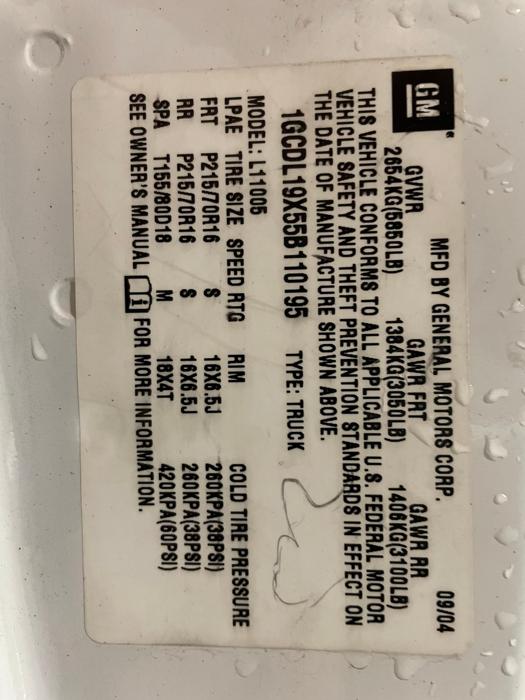 GM
MFD BY GENERAL MOTORS CORP. 09/04
GVWR GAWR FRT GAWR RR
2654KG(5850LB) 1384KG(3050LB) 1406KG(3100LB)
THIS VEHICLE CONFORMS TO ALL APPLICABLE U.S. FEDERAL MOTOR
VEHICLE SAFETY AND THEFT PREVENTION STANDARDS IN EFFECT ON
THE DATE OF MANUFACTURE SHOWN ABOVE.
1GCDL19X55B110195 TYPE: TRUCK
MODEL: L11005
LPAE TIRE SIZE SPEED RTG RIM COLD TIRE PRESSURE
FRT P215/70R16 S 16X6.5J 260KPA(38PSI)
RR P215/70R16 S 16X6.5J 260KPA(38PSI)
SPA T155/80D18 M 18X4T 420KPA(60PSI)
SEE OWNER'S MANUAL FOR MORE INFORMATION.